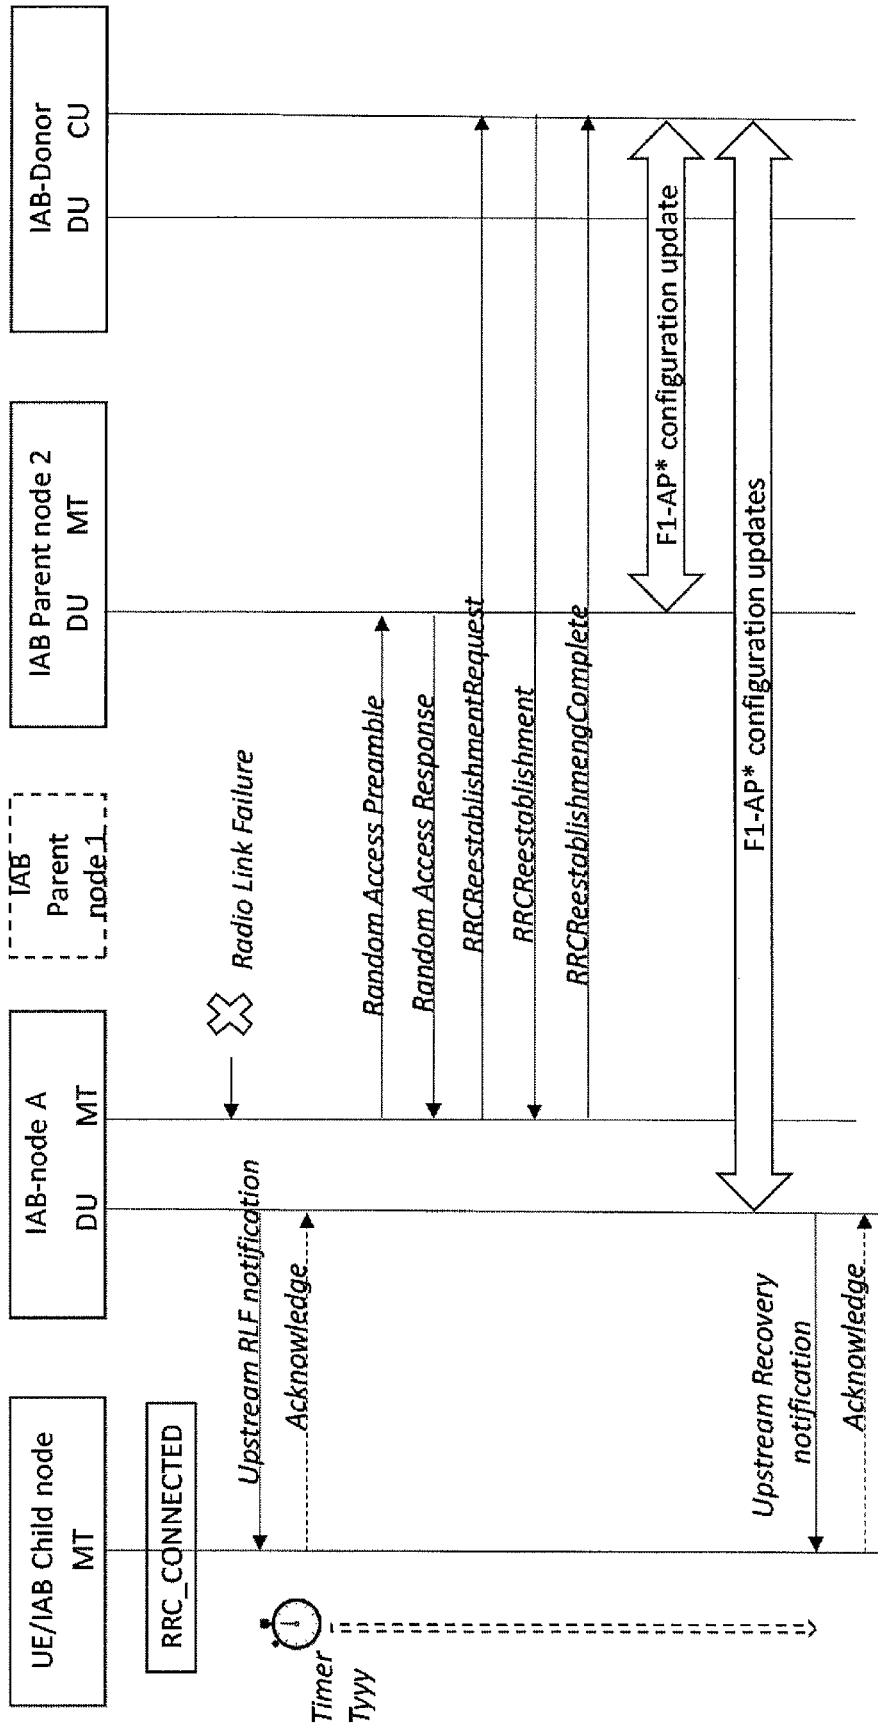 UE/IAB Child node
MT
IAB-node A
DU MT
IAB
Parent
node 1
IAB Parent node 2
DU MT
IAB-Donor
DU CU
RRC_CONNECTED
Radio Link Failure
Upstream RLF notification
Acknowledge
Timer
Tyyy
Random Access Preamble
Random Access Response
RRCReestablishmentRequest
RRCReestablishment
RRCReestablishmengComplete
F1-AP* configuration update
F1-AP* configuration updates
Upstream Recovery
notification
Acknowledge